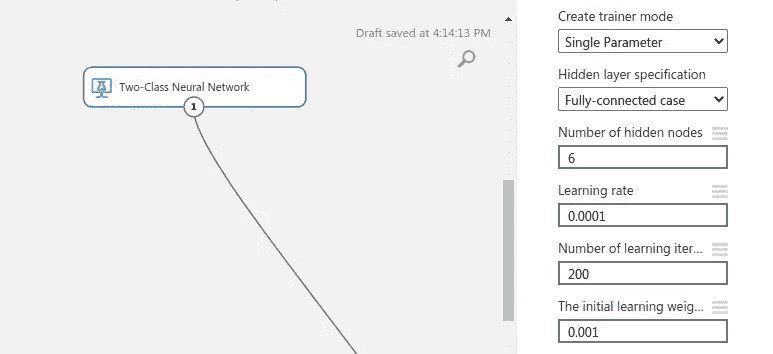 Draft saved at 4:14:13 PM
Two-Class Neural Network
1
Create trainer mode
Single Parameter
Hidden layer specification
Fully-connected case
Number of hidden nodes
6
Learning rate
0.0001
Number of learning iter...
200
The initial learning weig...
0.001